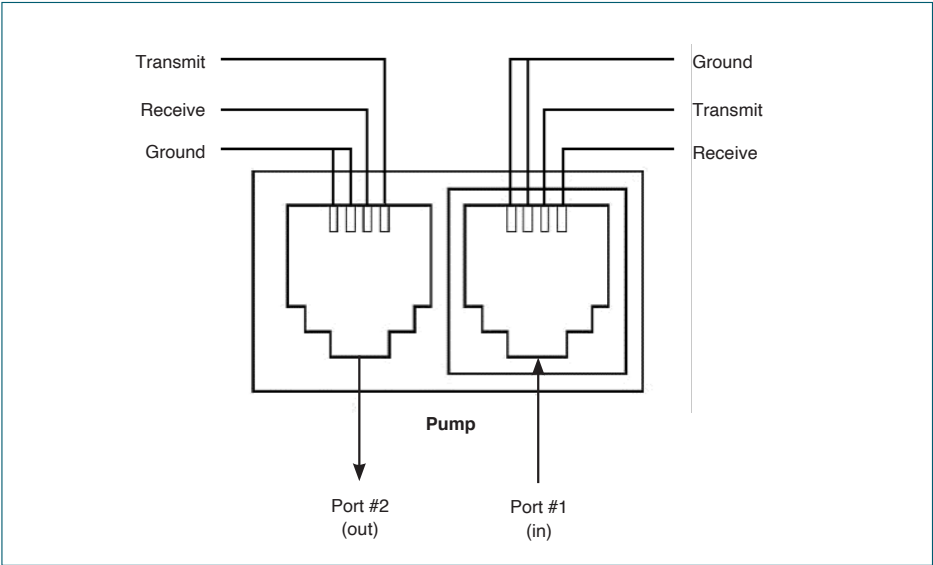 Transmit
Receive
Ground
Ground
Transmit
Receive
Pump
Port #2
(out)
Port #1
(in)